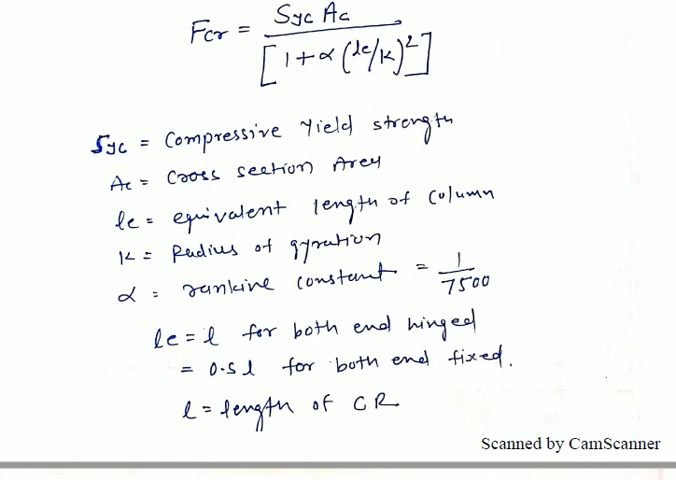 Fcr = Syc Ac / [1 + α (le/k)²]
Syc = Compressive Yield strength
Ac = Cross section Area
le = equivalent length of column
k = Radius of gyration
α = rankine constant = 1/7500
le = l for both end hinged
= 0.5 l for both end fixed.
l = length of CR
Scanned by CamScanner